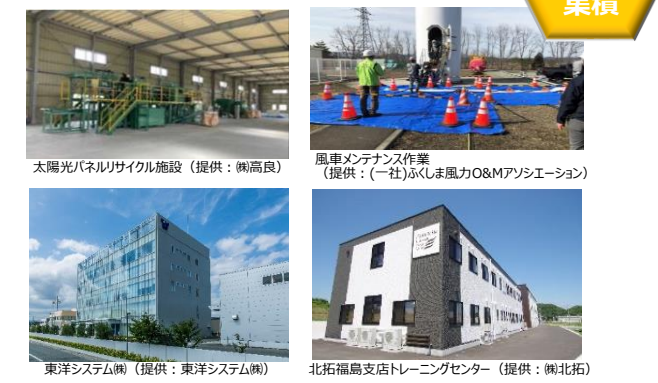 集積
太陽光パネルリサイクル施設（提供：㈱高良）
風車メンテナンス作業
（提供：(一社)ふくしま風力O&Mアソシエーション）
東洋システム㈱（提供：東洋システム㈱）
北拓福島支店トレーニングセンター（提供：㈱北拓）